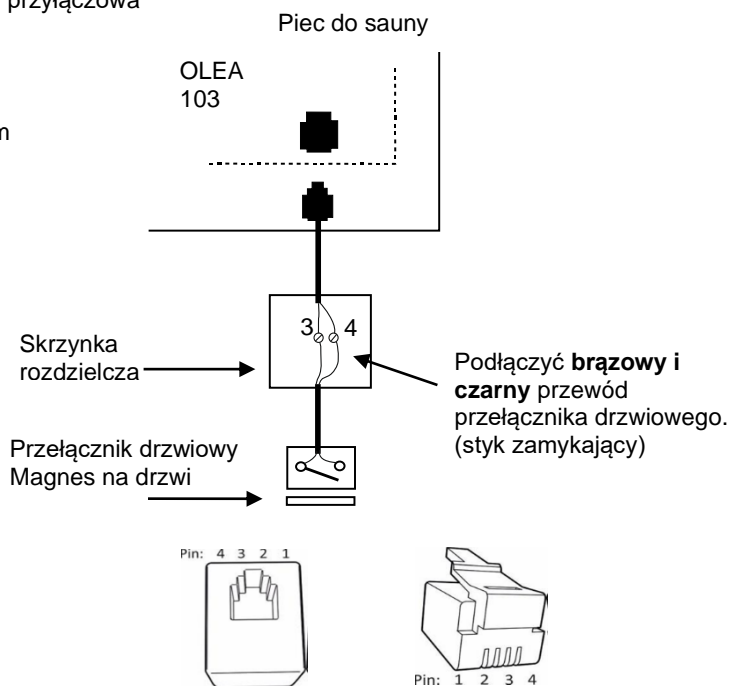 przyłączowa
Piec do sauny
OLEA
103
3 4
Skrzynka
rozdzielcza
Podłączyć brązowy i
czarny przewód
przełącznika drzwiowego.
(styk zamykający)
Przełącznik drzwiowy
Magnes na drzwi
Pin: 4 3 2 1
Pin: 1 2 3 4